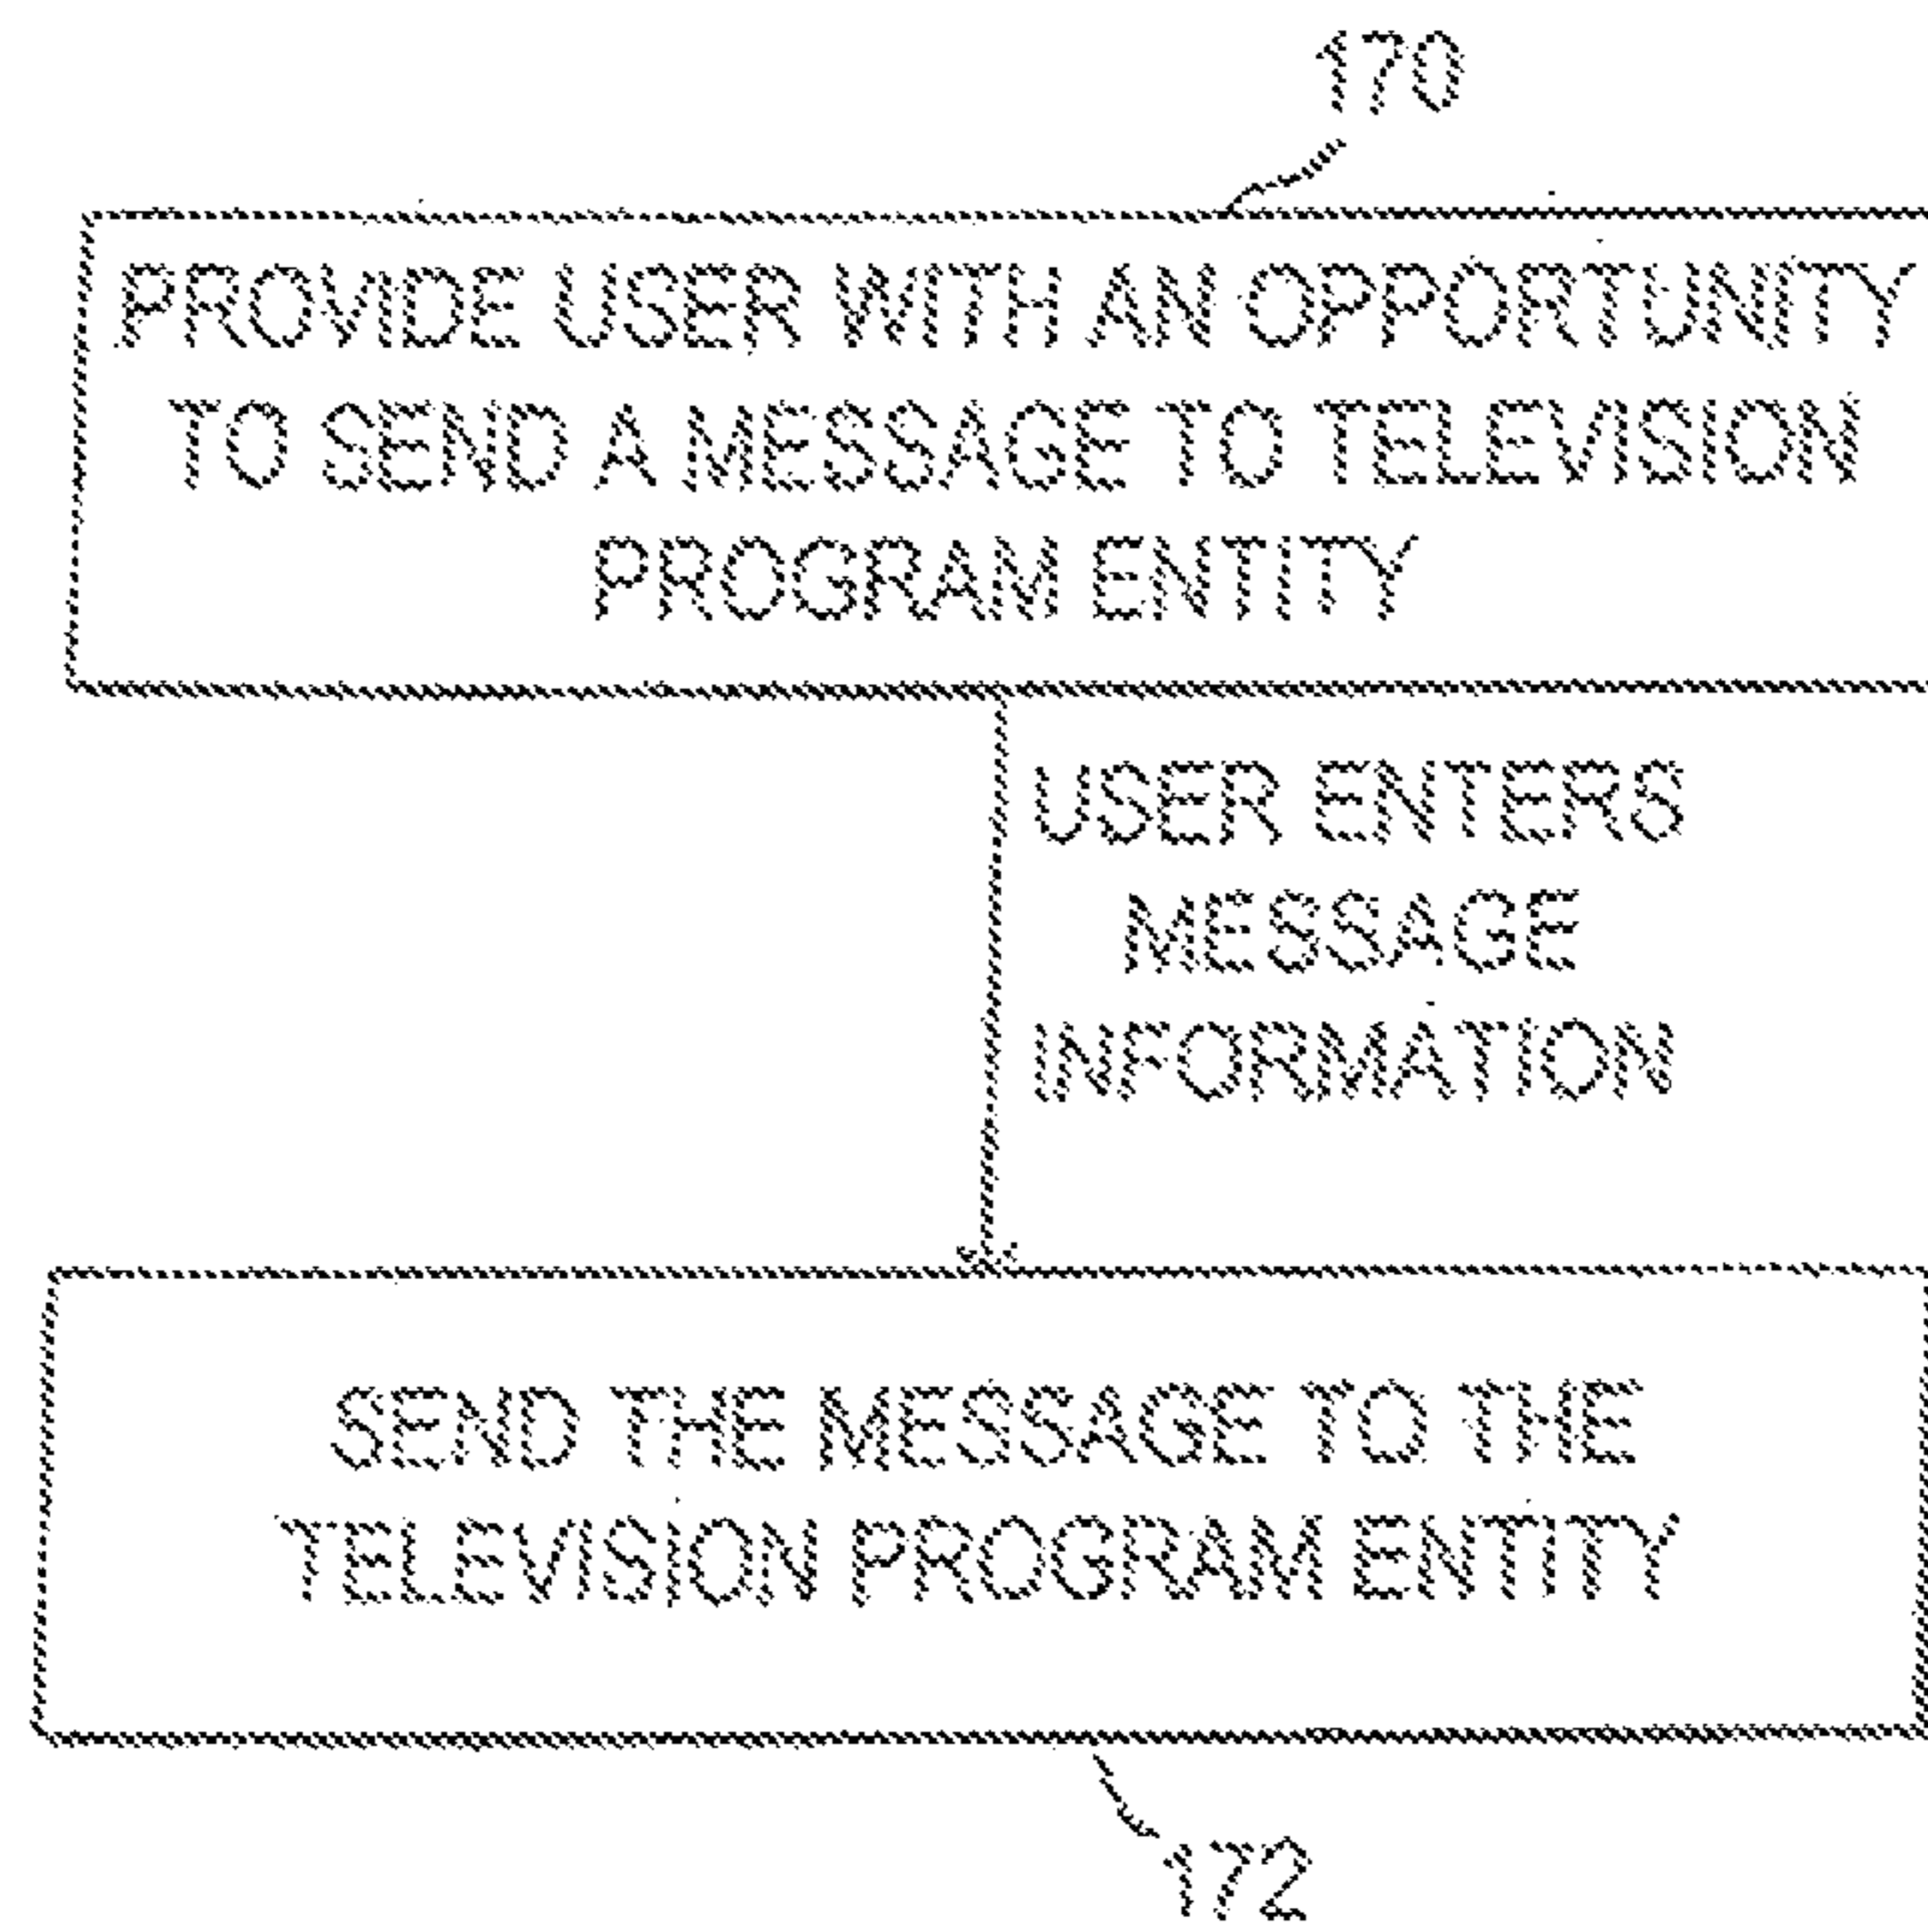 170
PROVIDE USER WITH AN OPPORTUNITY
TO SEND A MESSAGE TO TELEVISION
PROGRAM ENTITY
USER ENTERS
MESSAGE
INFORMATION
SEND THE MESSAGE TO THE
TELEVISION PROGRAM ENTITY
172